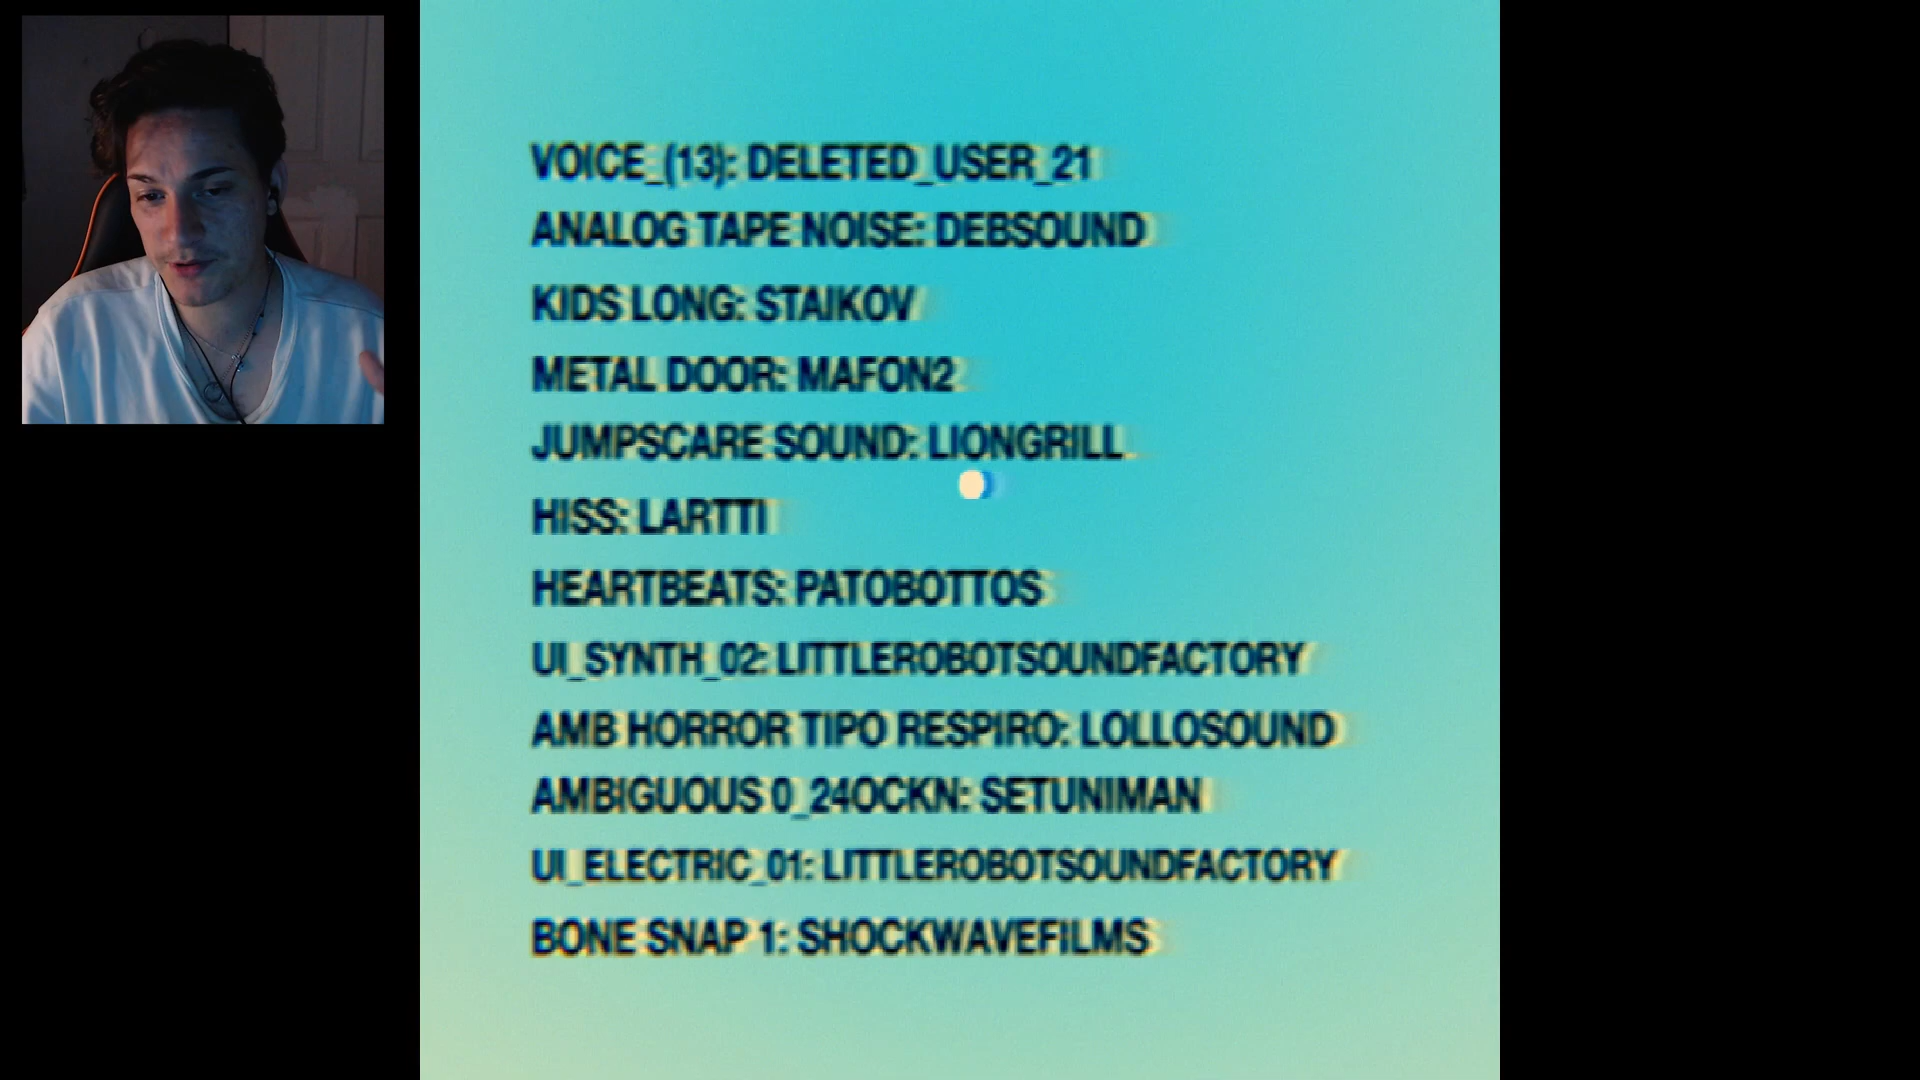 VOICE_(13): DELETED_USER_21
ANALOG TAPE NOISE: DEBSOUND
KIDS LONG: STAIKOV
METAL DOOR: MAFON2
JUMPSCARE SOUND: LIONGRILL
HISS: LARTTI
HEARTBEATS: PATOBOTTOS
UI_SYNTH_02: LITTLEROBOTSOUNDFACTORY
AMB HORROR TIPO RESPIRO: LOLLOSOUND
AMBIGUOUS 0_24OCKN: SETUNIMAN
UI_ELECTRIC_01: LITTLEROBOTSOUNDFACTORY
BONE SNAP 1: SHOCKWAVEFILMS